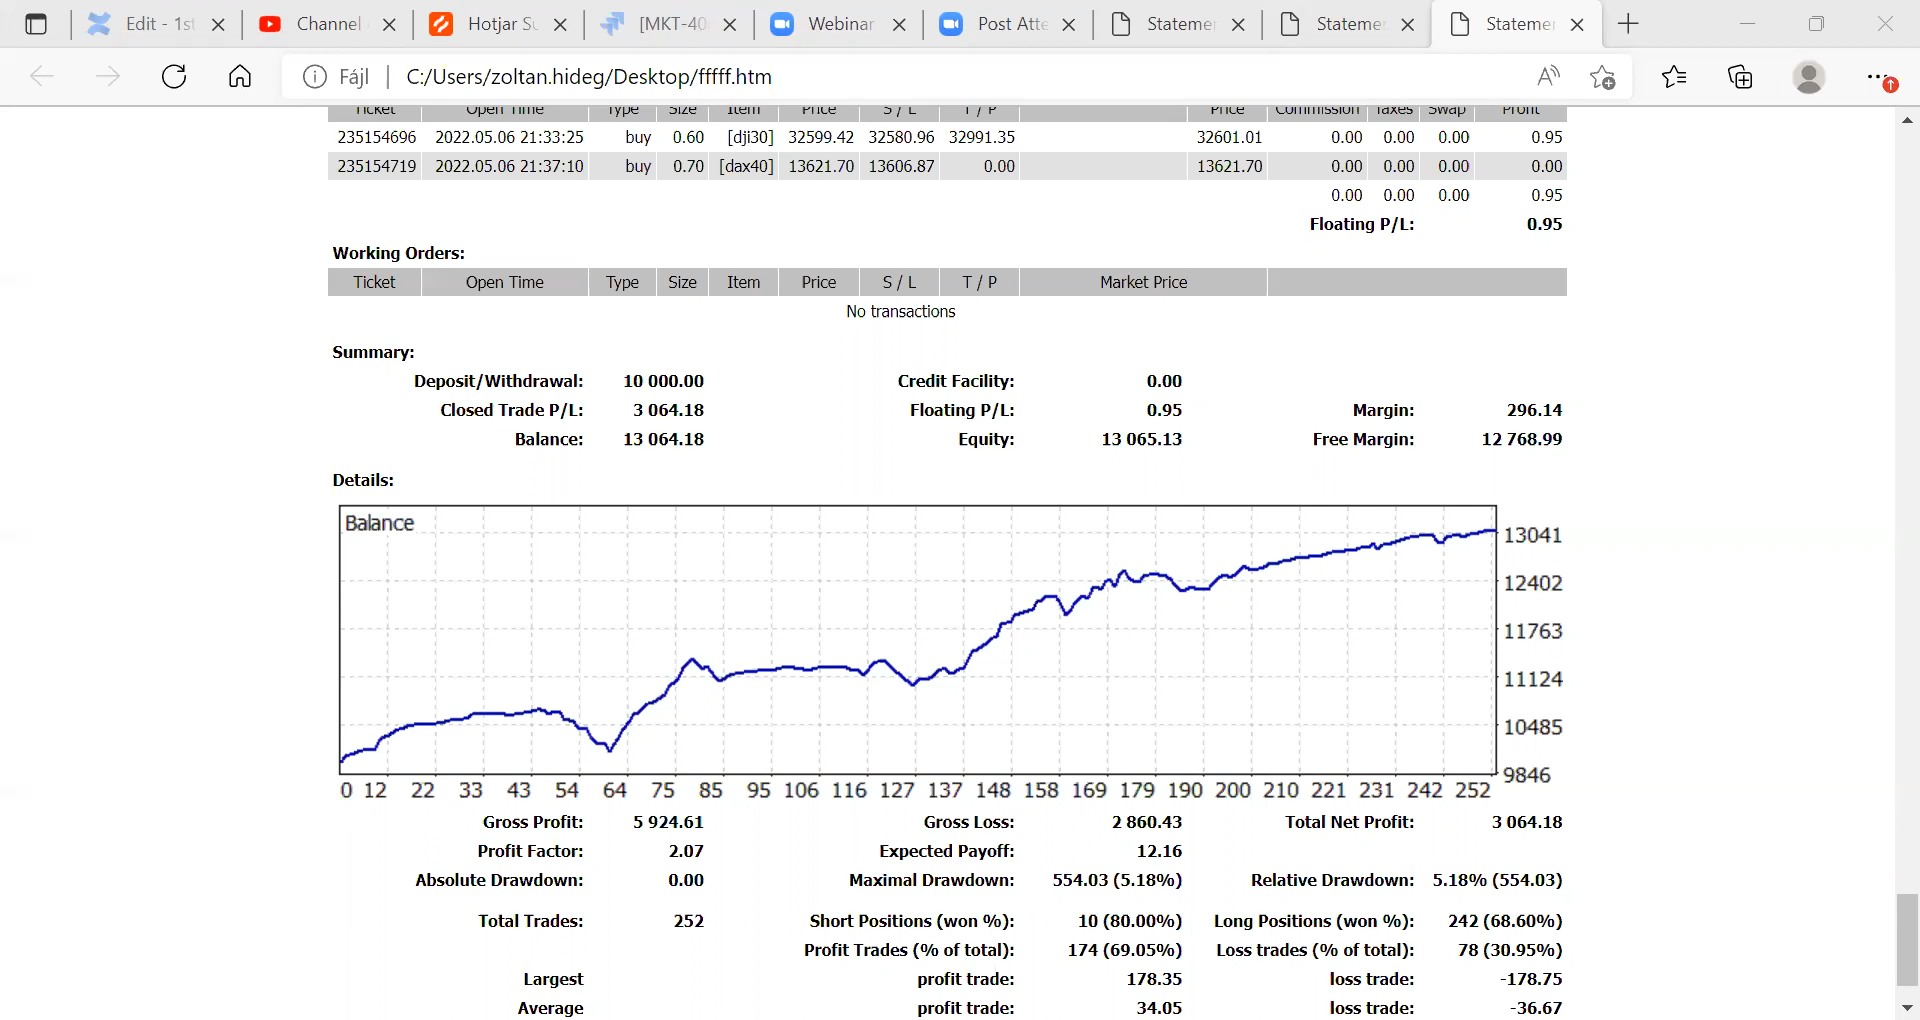 Edit - 1st
Channel
Hotjar Su
[MKT-40
Webinar
Post Atte
Statemer
Statemer
Statemer
Fájl
C:/Users/zoltan.hideg/Desktop/fffff.htm
Ticket Open Time Type Size Item Price S / L T / P Price Commission Taxes Swap Profit
235154696 2022.05.06 21:33:25 buy 0.60 [dji30] 32599.42 32580.96 32991.35 32601.01 0.00 0.00 0.00 0.95
235154719 2022.05.06 21:37:10 buy 0.70 [dax40] 13621.70 13606.87 0.00 13621.70 0.00 0.00 0.00 0.00
0.00 0.00 0.00 0.95
Floating P/L: 0.95
Working Orders:
Ticket Open Time Type Size Item Price S / L T / P Market Price
No transactions
Summary:
Deposit/Withdrawal: 10 000.00 Credit Facility: 0.00
Closed Trade P/L: 3 064.18 Floating P/L: 0.95 Margin: 296.14
Balance: 13 064.18 Equity: 13 065.13 Free Margin: 12 768.99
Details:
Balance
13041
12402
11763
11124
10485
9846
0 12 22 33 43 54 64 75 85 95 106 116 127 137 148 158 169 179 190 200 210 221 231 242 252
Gross Profit: 5 924.61 Gross Loss: 2 860.43 Total Net Profit: 3 064.18
Profit Factor: 2.07 Expected Payoff: 12.16
Absolute Drawdown: 0.00 Maximal Drawdown: 554.03 (5.18%) Relative Drawdown: 5.18% (554.03)
Total Trades: 252 Short Positions (won %): 10 (80.00%) Long Positions (won %): 242 (68.60%)
Profit Trades (% of total): 174 (69.05%) Loss trades (% of total): 78 (30.95%)
Largest profit trade: 178.35 loss trade: -178.75
Average profit trade: 34.05 loss trade: -36.67